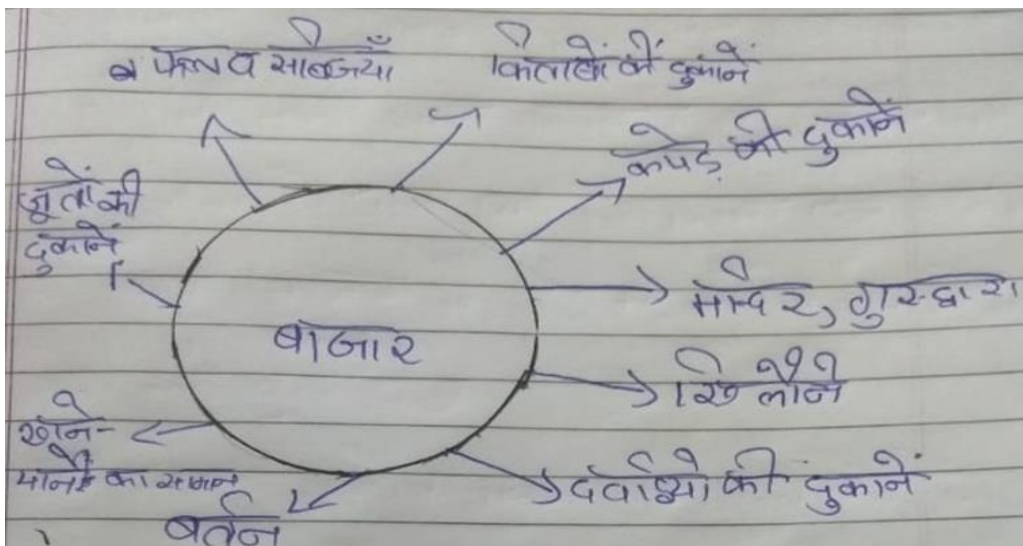 फल व सब्जियाँ
किताबों की दुकानें
कपड़े की दुकानें
जूतों की
दुकानें
मन्दिर, गुरुद्वारा
बाजार
खिलौने
खाने-
पीने का समान
दवाईयो की दुकानें
बर्तन